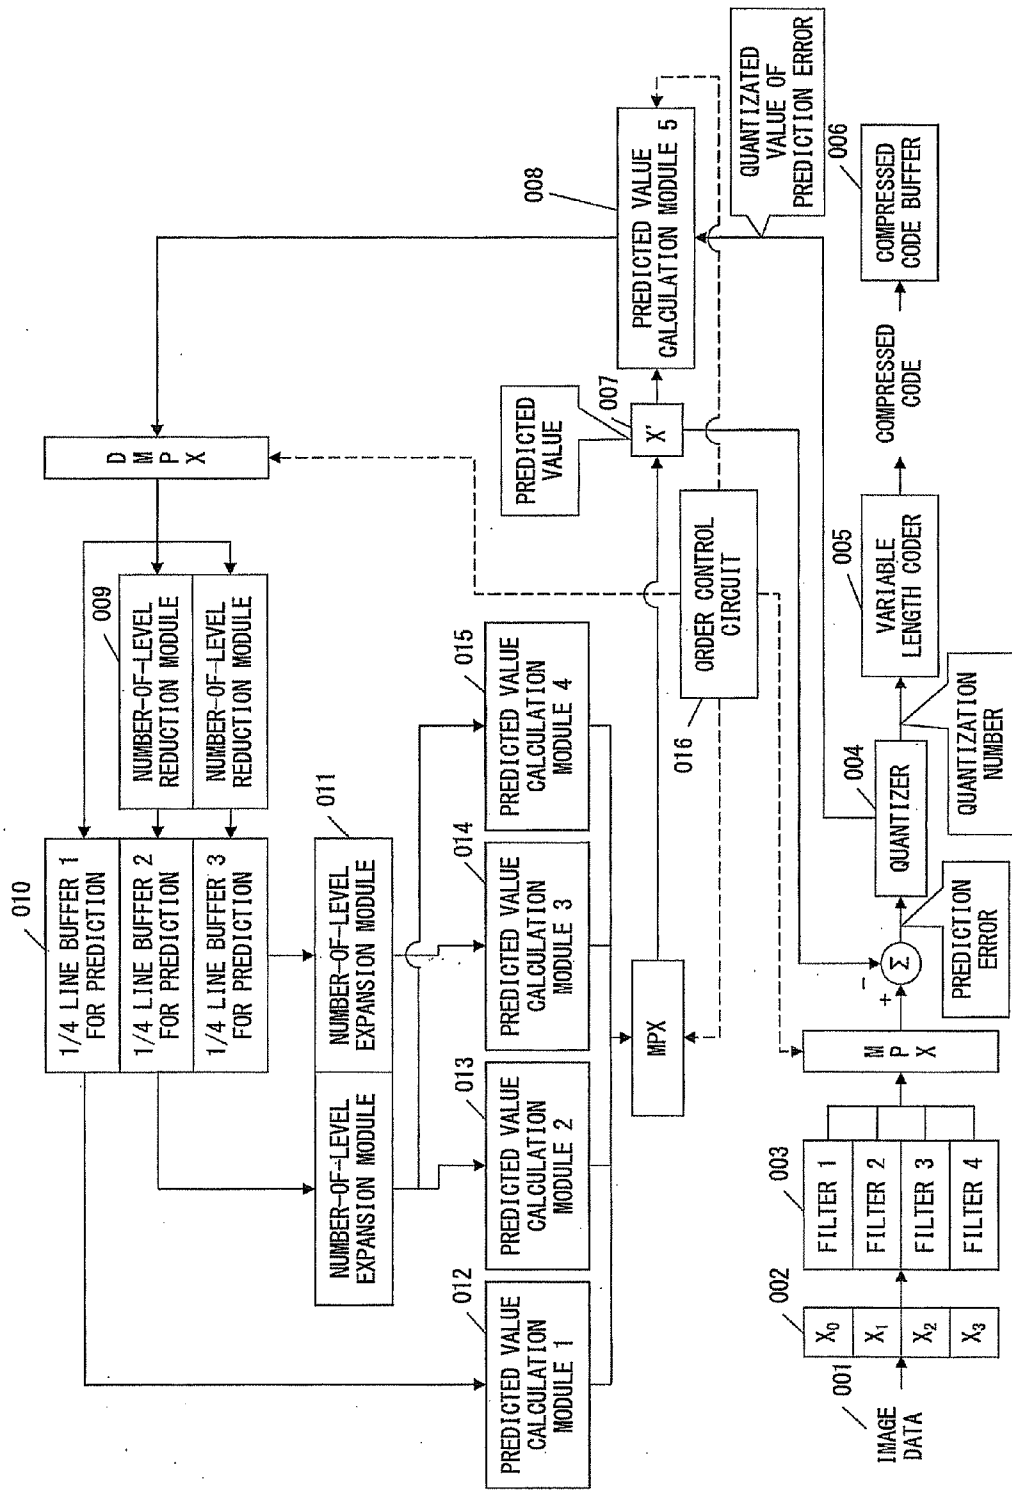 010
1/4 LINE BUFFER 1
FOR PREDICTION
1/4 LINE BUFFER 2
FOR PREDICTION
1/4 LINE BUFFER 3
FOR PREDICTION
009
NUMBER-OF-LEVEL
REDUCTION MODULE
NUMBER-OF-LEVEL
REDUCTION MODULE
DMPX
008
PREDICTED VALUE
CALCULATION MODULE 5
QUANTIZATED
VALUE OF
PREDICTION ERROR
011
NUMBER-OF-LEVEL
EXPANSION MODULE
NUMBER-OF-LEVEL
EXPANSION MODULE
012
PREDICTED VALUE
CALCULATION
MODULE 1
013
PREDICTED VALUE
CALCULATION
MODULE 2
014
PREDICTED VALUE
CALCULATION
MODULE 3
015
PREDICTED VALUE
CALCULATION
MODULE 4
PREDICTED
VALUE
007
X'
MPX
016
ORDER CONTROL
CIRCUIT
001
IMAGE
DATA
002
X₀
X₁
X₂
X₃
003
FILTER 1
FILTER 2
FILTER 3
FILTER 4
MPX
+
−
Σ
PREDICTION
ERROR
004
QUANTIZER
QUANTIZATION
NUMBER
005
VARIABLE
LENGTH CODER
COMPRESSED
CODE
006
COMPRESSED
CODE BUFFER